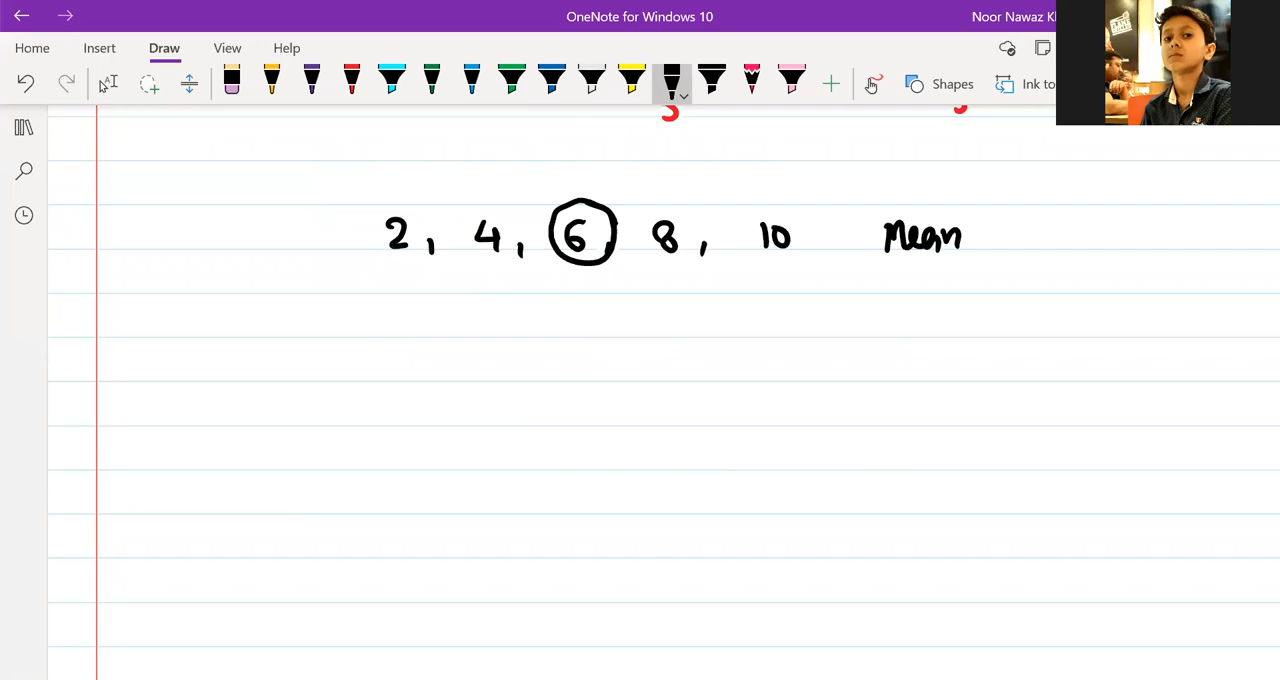 OneNote for Windows 10
Noor Nawaz Kh
Home Insert Draw View Help
Shapes Ink to
2, 4, 6, 8, 10 Mean